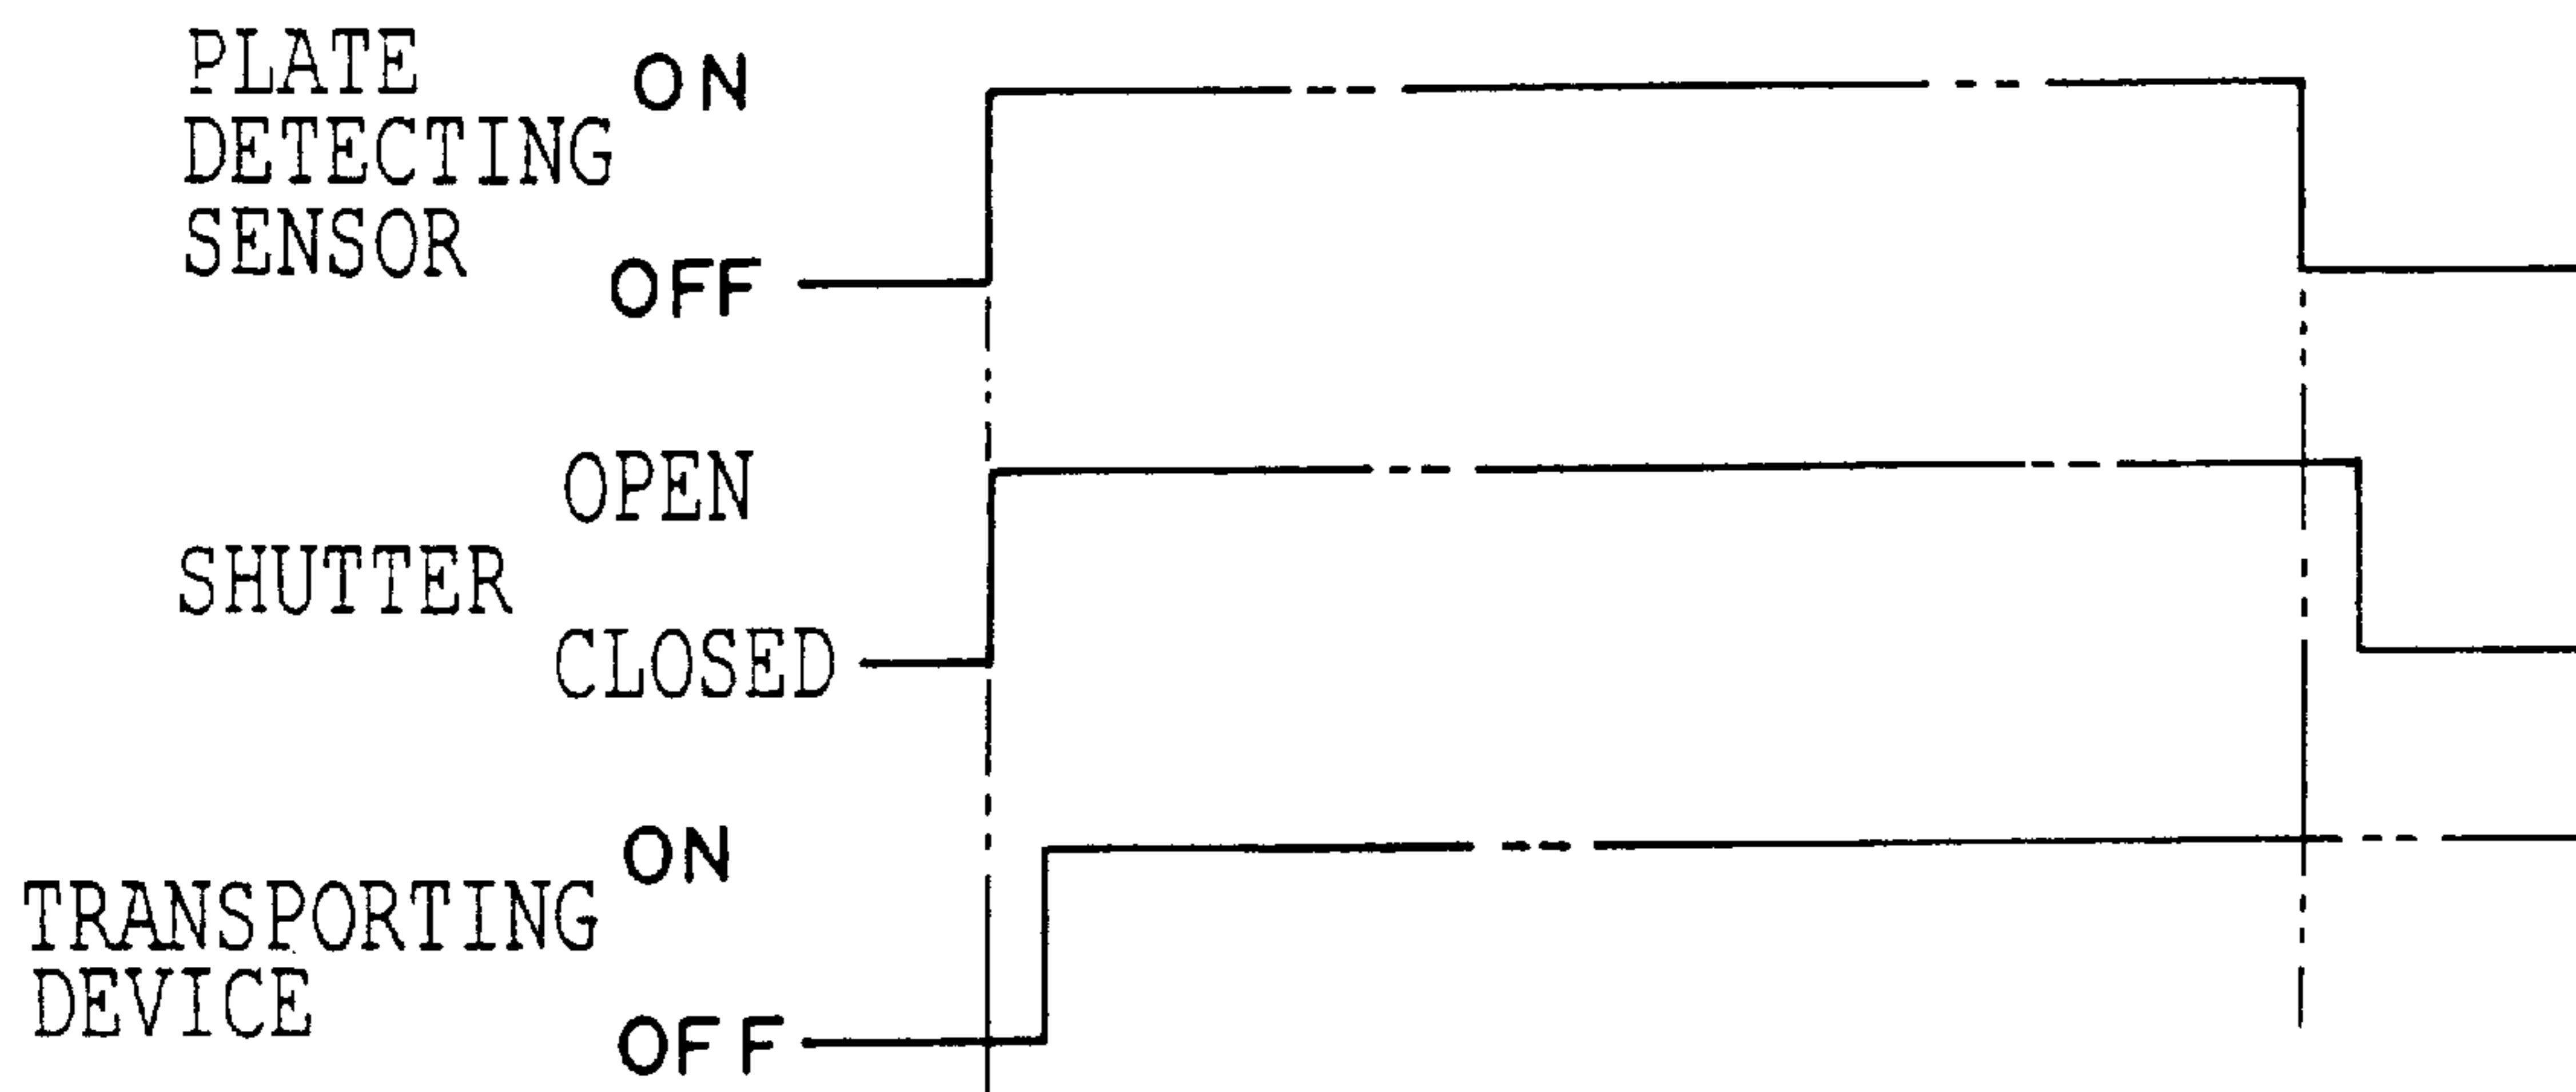 PLATE
DETECTING
SENSOR
ON
OFF
SHUTTER
OPEN
CLOSED
TRANSPORTING
DEVICE
ON
OFF